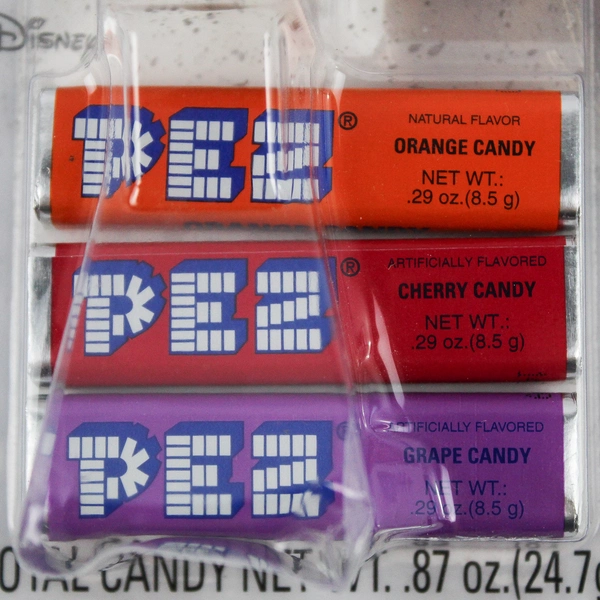 Disney
PEZ®
NATURAL FLAVOR
ORANGE CANDY
NET WT.:
.29 oz.(8.5 g)
PEZ®
ARTIFICIALLY FLAVORED
CHERRY CANDY
NET WT.:
.29 oz.(8.5 g)
PEZ®
ARTIFICIALLY FLAVORED
GRAPE CANDY
NET WT.:
.29 oz.(8.5 g)
OTAL CANDY NET WT. .87 oz.(24.7g